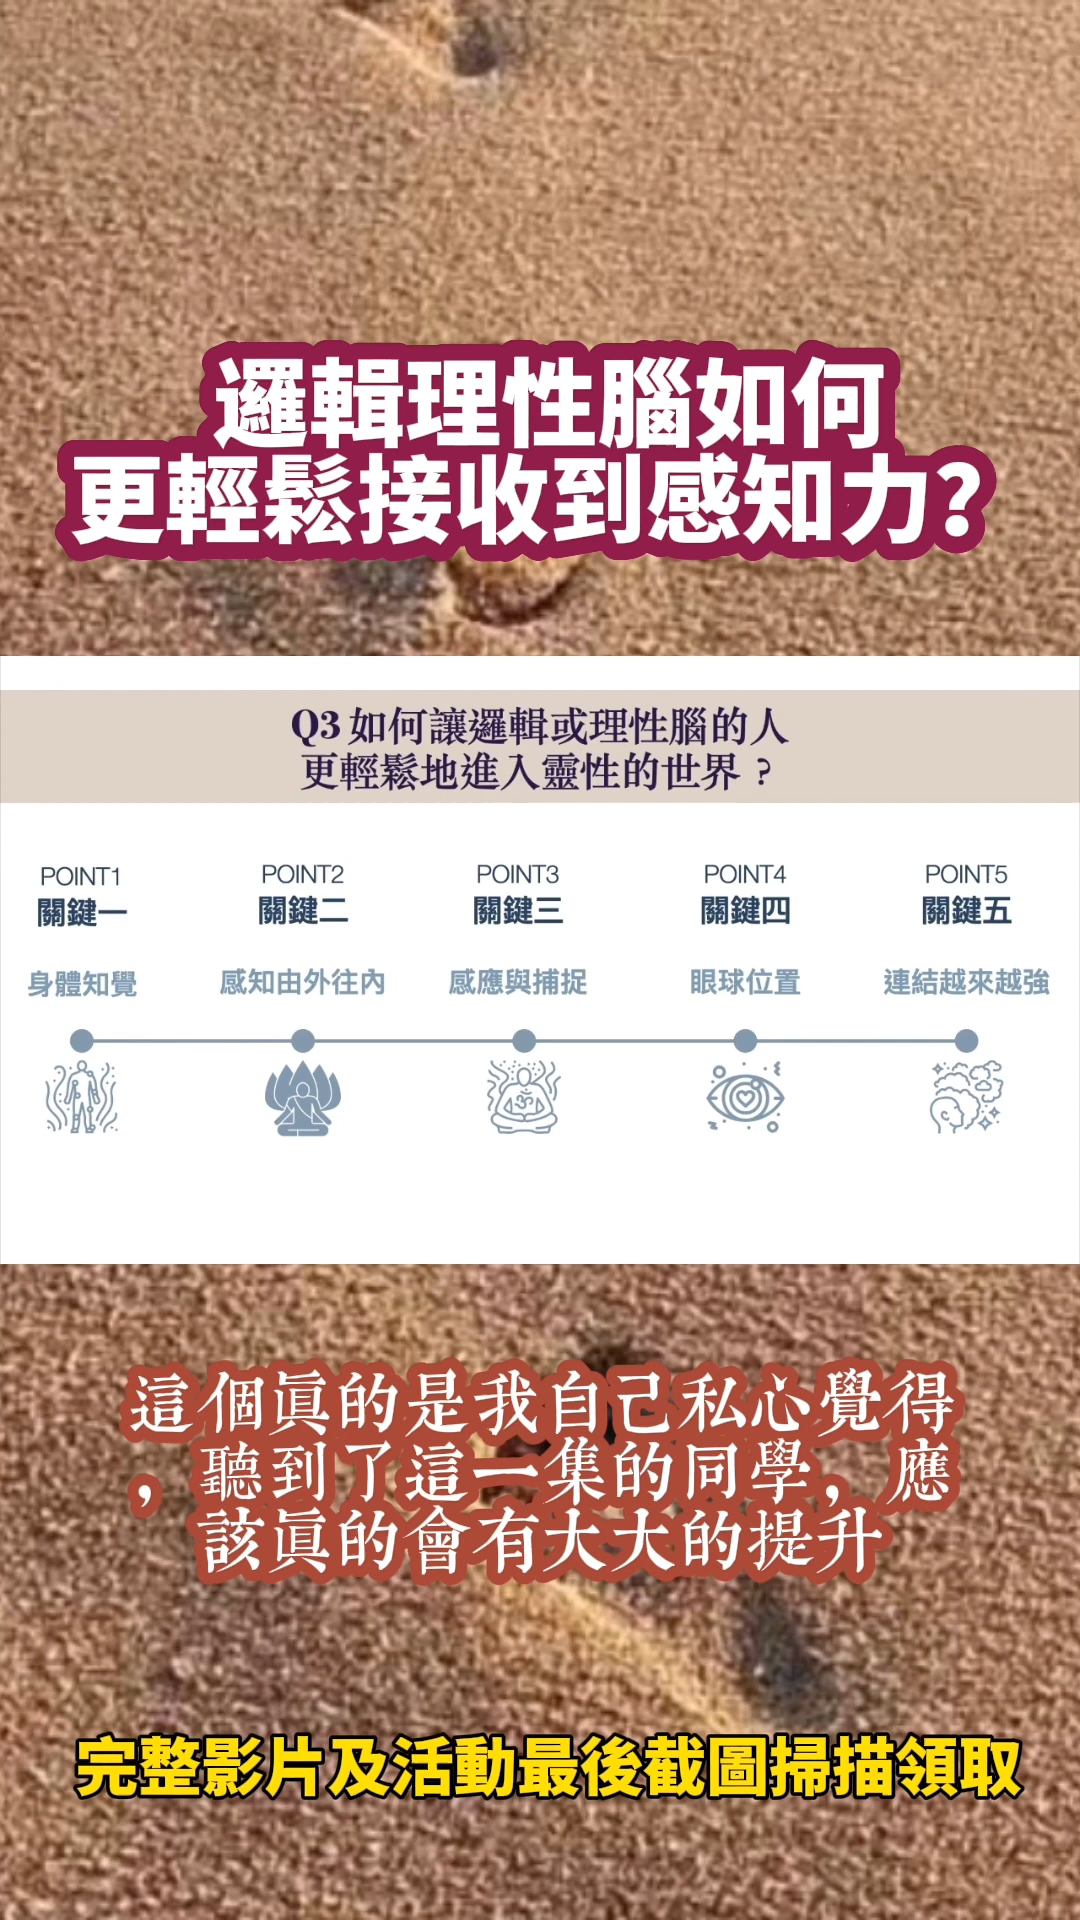 邏輯理性腦如何
更輕鬆接收到感知力?
Q3 如何讓邏輯或理性腦的人
更輕鬆地進入靈性的世界 ?
POINT1
關鍵一
身體知覺
POINT2
關鍵二
感知由外往內
POINT3
關鍵三
感應與捕捉
POINT4
關鍵四
眼球位置
POINT5
關鍵五
連結越來越強
這個真的是我自己私心覺得
，聽到了這一集的同學，應
該真的會有大大的提升
完整影片及活動最後截圖掃描領取